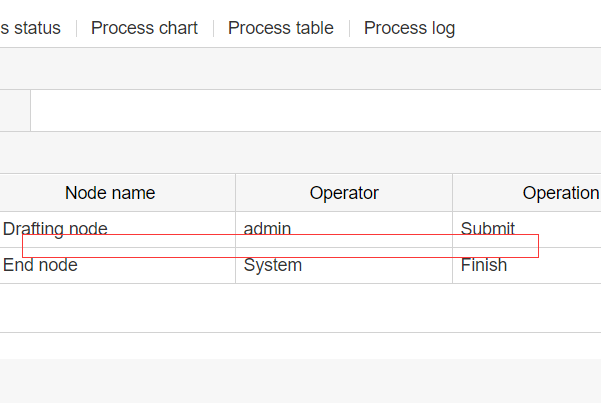 s status Process chart Process table Process log
Node name Operator Operation
Drafting node admin Submit
End node System Finish